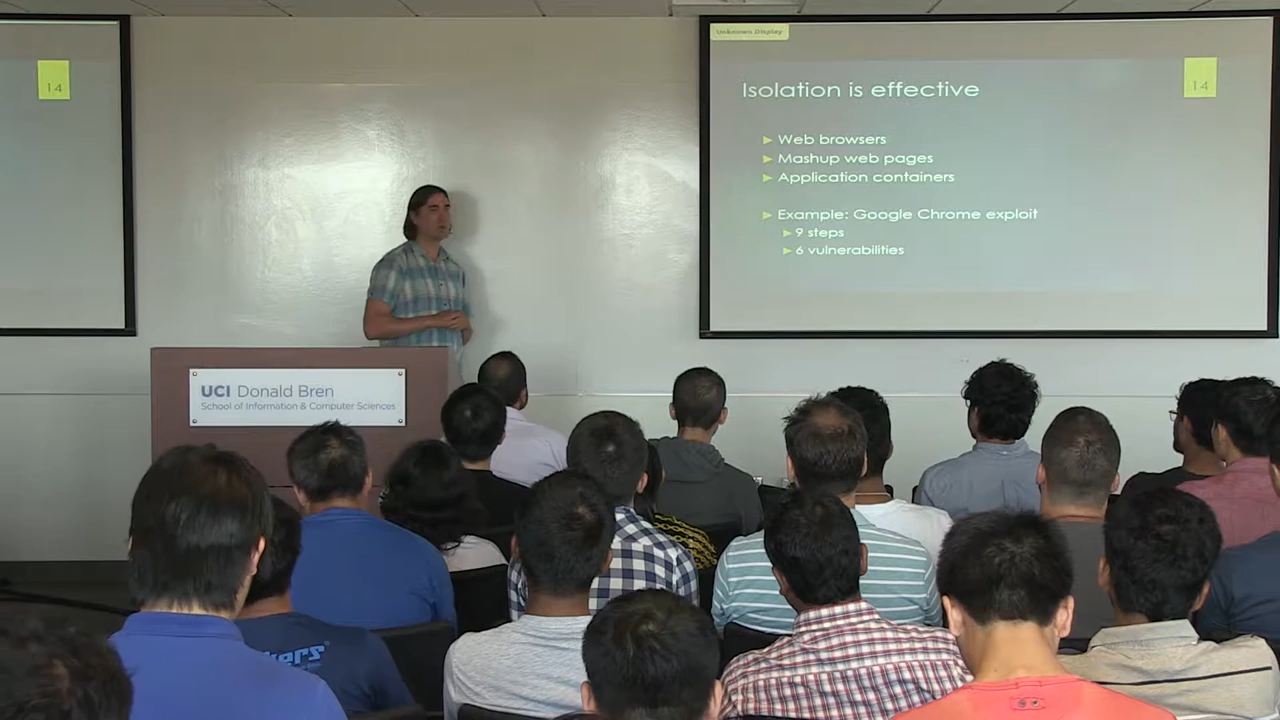 14
Unknown Display
Isolation is effective
14
Web browsers
Mashup web pages
Application containers
Example: Google Chrome exploit
9 steps
6 vulnerabilities
UCI Donald Bren
School of Information & Computer Sciences
kers